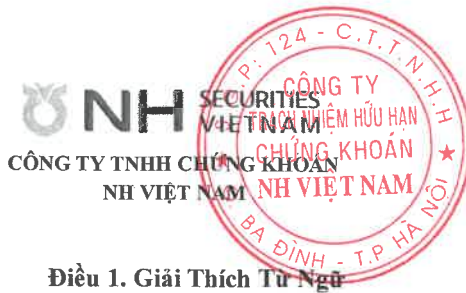 NH SECURITIES
VIETNAM
CÔNG TY TNHH CHỨNG KHOÁN
NH VIỆT NAM
P: 124 - C.T.T.N.H.H
CÔNG TY
TRÁCH NHIỆM HỮU HẠN
CHỨNG KHOÁN
NH VIỆT NAM
BA ĐÌNH - T.P HÀ NỘI
Điều 1. Giải Thích Từ Ngữ